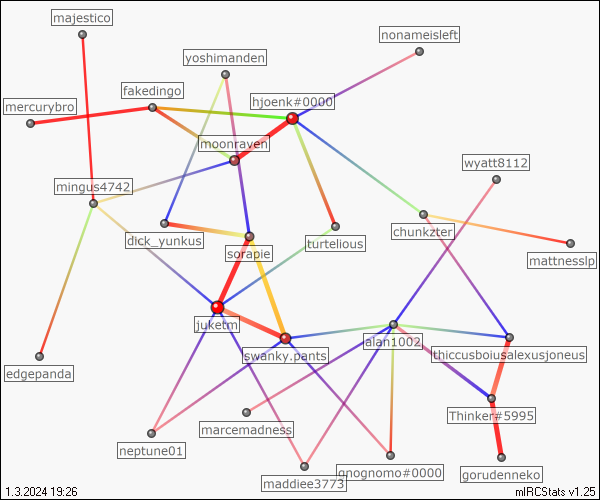 majestico
nonameisleft
yoshimanden
fakedingo
hjoenk#0000
mercurybro
moonraven
wyatt8112
mingus4742
chunkzter
dick_yunkus
turtelious
sorapie
mattnesslp
juketm
alan1002
swanky.pants
thiccusboiusalexusjoneus
edgepanda
Thinker#5995
marcemadness
neptune01
gnognomo#0000
maddiee3773
gorudenneko
1.3.2024 19:26
mIRCStats v1.25